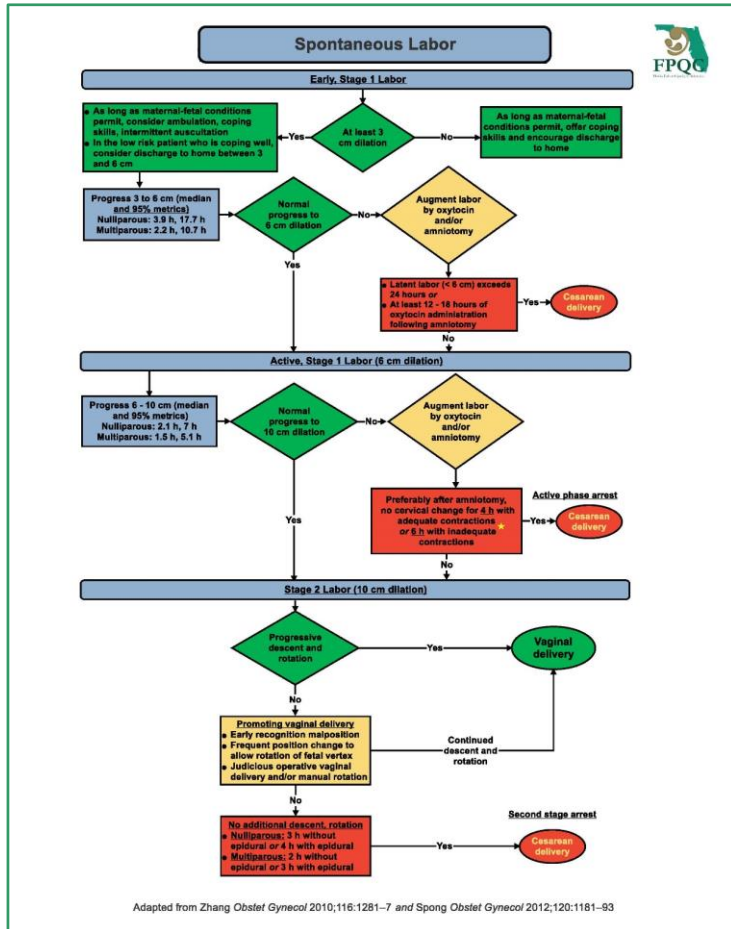 Spontaneous Labor
FPQC
Early, Stage 1 Labor
As long as maternal-fetal conditions
permit, consider ambulation, coping
skills, intermittent auscultation
In the low risk patient who is coping well,
consider discharge to home between 3
and 6 cm
Yes
At least 3
cm dilation
No
As long as maternal-fetal
conditions permit, offer coping
skills and encourage discharge
to home
Progress 3 to 6 cm (median
and 95% metrics)
Nulliparous: 3.9 h, 17.7 h
Multiparous: 2.2 h, 10.7 h
Normal
progress to
6 cm dilation
No
Augment labor
by oxytocin
and/or
amniotomy
Yes
Latent labor (< 6 cm) exceeds
24 hours or
At least 12 - 18 hours of
oxytocin administration
following amniotomy
Yes
Cesarean
delivery
No
Active, Stage 1 Labor (6 cm dilation)
Progress 6 - 10 cm (median
and 95% metrics)
Nulliparous: 2.1 h, 7 h
Multiparous: 1.5 h, 5.1 h
Normal
progress to
10 cm dilation
No
Augment labor
by oxytocin
and/or
amniotomy
Yes
Preferably after amniotomy,
no cervical change for 4 h with
adequate contractions
or 6 h with inadequate
contractions
Yes
Active phase arrest
Cesarean
delivery
No
Stage 2 Labor (10 cm dilation)
Progressive
descent and
rotation
Yes
Vaginal
delivery
No
Promoting vaginal delivery
Early recognition malposition
Frequent position change to
allow rotation of fetal vertex
Judicious operative vaginal
delivery and/or manual rotation
Continued
descent and
rotation
No
No additional descent, rotation
Nulliparous: 3 h without
epidural or 4 h with epidural
Multiparous: 2 h without
epidural or 3 h with epidural
Yes
Second stage arrest
Cesarean
delivery
Adapted from Zhang Obstet Gynecol 2010;116:1281–7 and Spong Obstet Gynecol 2012;120:1181–93